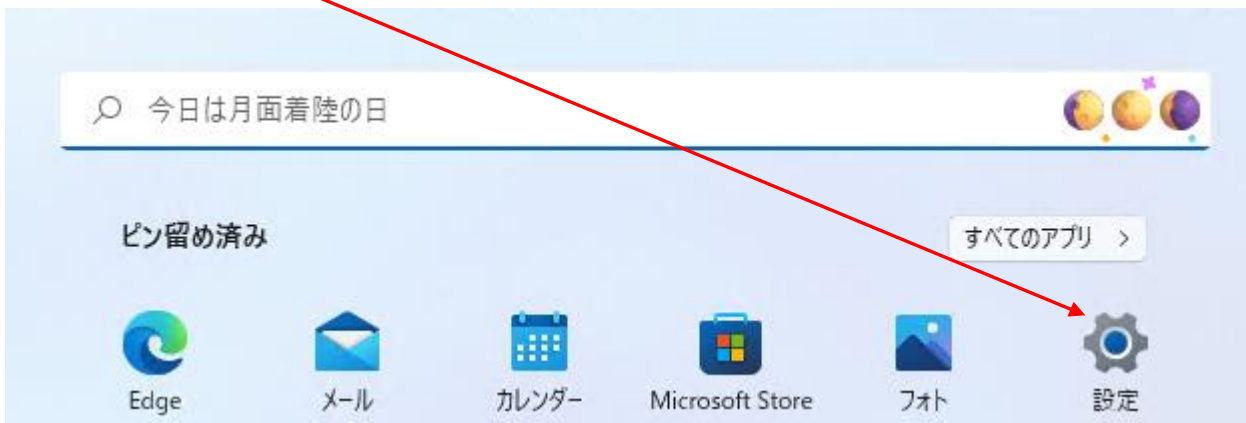 今日は月面着陸の日
ピン留め済み
すべてのアプリ >
Edge メール カレンダー Microsoft Store フォト 設定